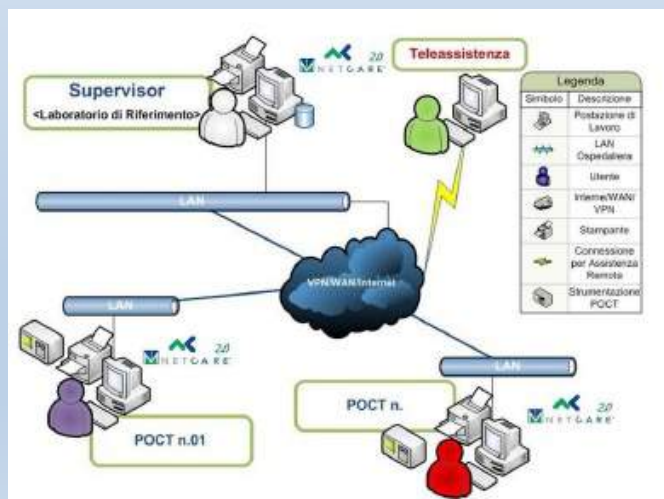 2.0
NETCARE
Teleassistenza
Supervisor
<Laboratorio di Riferimento>
LAN
VPN/WAN/Internet
LAN
2.0
NETCARE
POCT n.01
LAN
POCT n.
2.0
NETCARE
Legenda
Simbolo Descrizione
Postazione di
Lavoro
LAN
Ospedaliera
Utente
Internet/WAN/
VPN
Stampante
Connessione
per Assistenza
Remota
Strumentazione
POCT